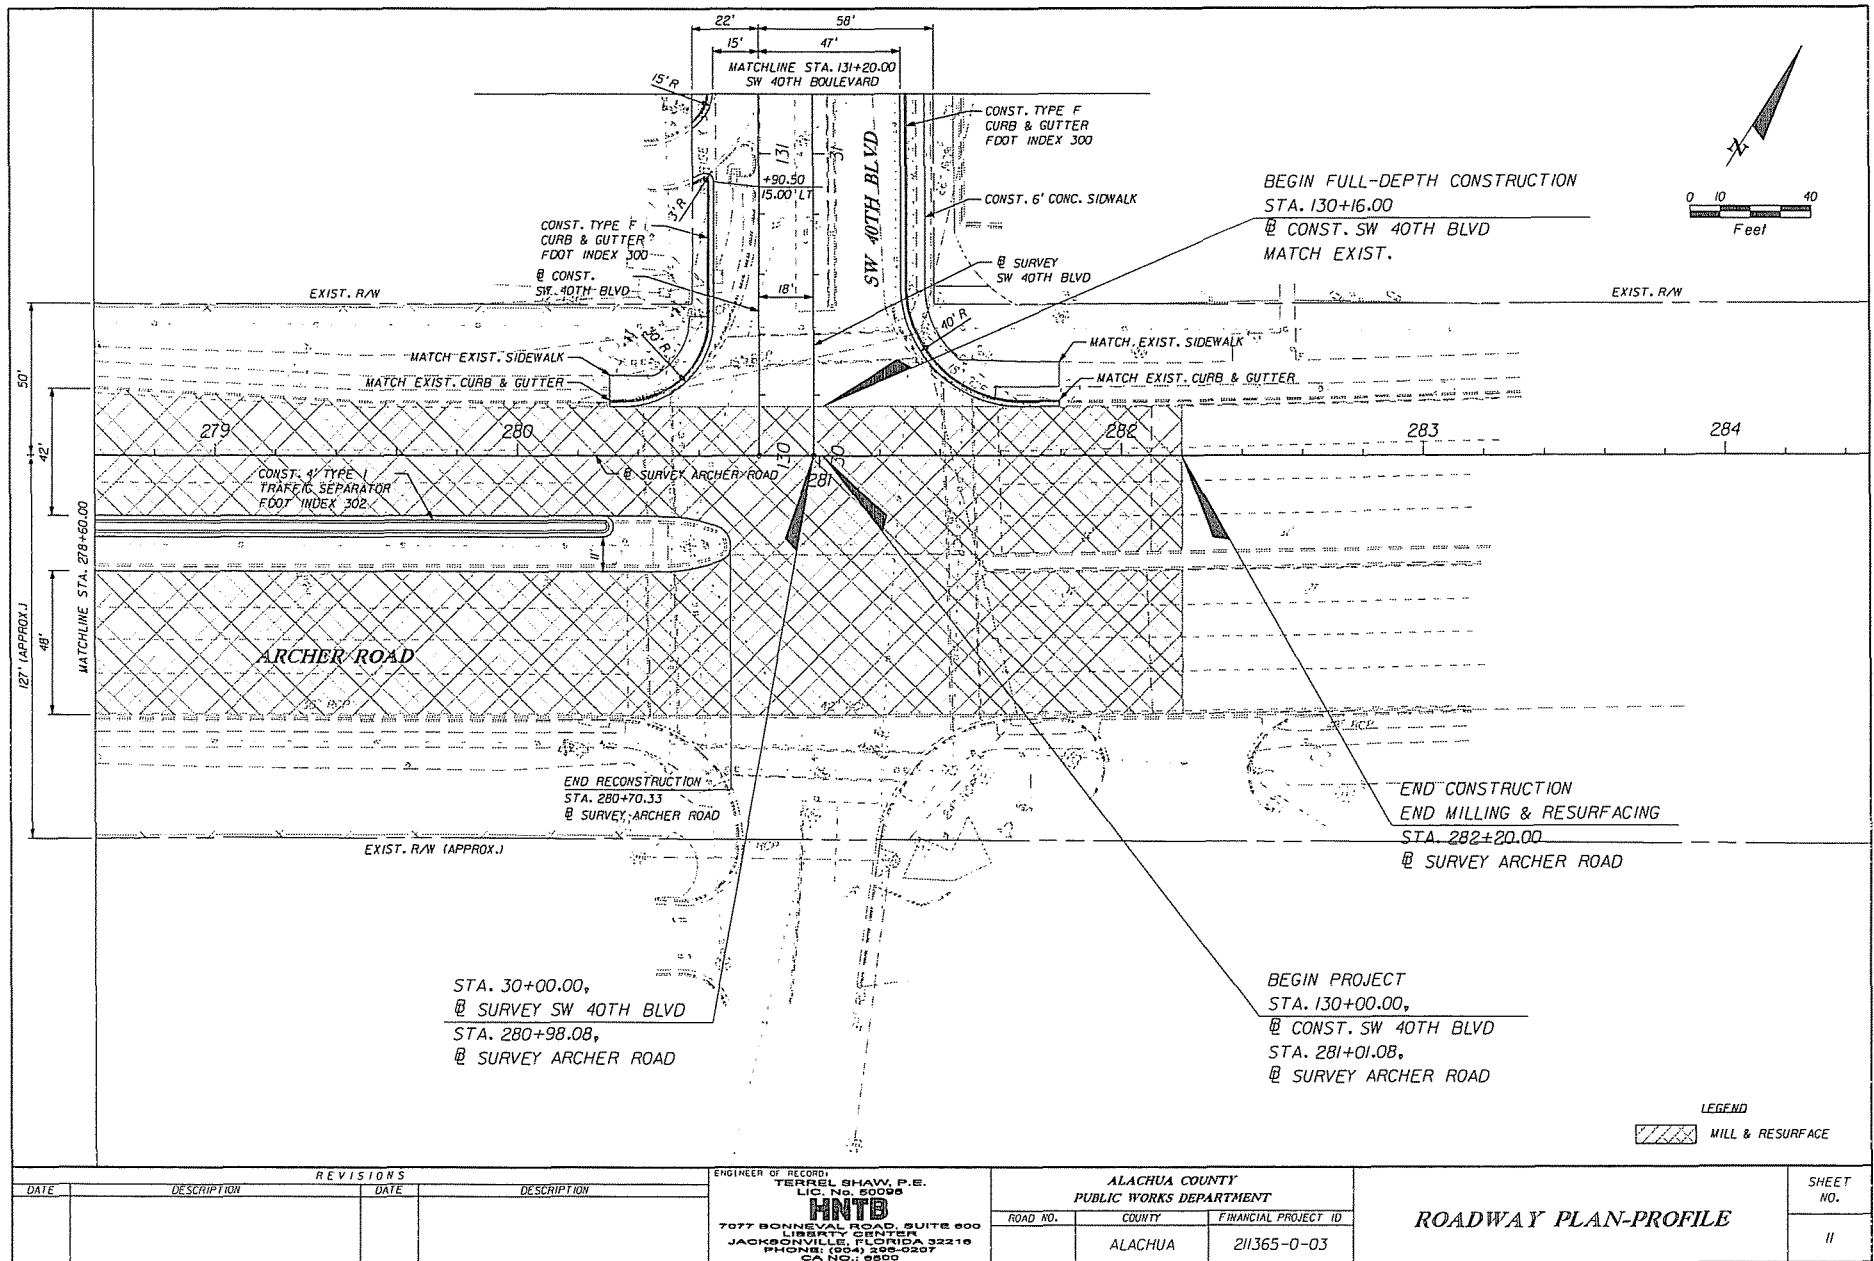 22'
58'
15'
47'
MATCHLINE STA. 131+20.00
SW 40TH BOULEVARD
15'R
CONST. TYPE F
CURB & GUTTER
FDOT INDEX 300
131
31
SW 40TH BLVD
+90.50
15.00' LT
3'R
CONST. 6' CONC. SIDWALK
CONST. TYPE F
CURB & GUTTER
FDOT INDEX 300
℄ CONST.
SW 40TH BLVD
℄ SURVEY
SW 40TH BLVD
18'
BEGIN FULL-DEPTH CONSTRUCTION
STA. 130+16.00
℄ CONST. SW 40TH BLVD
MATCH EXIST.
N
0 10 40
Feet
EXIST. R/W
EXIST. R/W
40' R
MATCH EXIST. SIDEWALK
MATCH EXIST. CURB & GUTTER
MATCH EXIST. SIDEWALK
MATCH EXIST. CURB & GUTTER
50'
42'
48'
127' (APPROX.)
MATCHLINE STA. 278+60.00
279
280
130
30
281
282
283
284
CONST. 4' TYPE I
TRAFFIC SEPARATOR
FDOT INDEX 302
℄ SURVEY ARCHER ROAD
11'
ARCHER ROAD
END RECONSTRUCTION
STA. 280+70.33
℄ SURVEY ARCHER ROAD
EXIST. R/W (APPROX.)
END CONSTRUCTION
END MILLING & RESURFACING
STA. 282+20.00
℄ SURVEY ARCHER ROAD
STA. 30+00.00,
℄ SURVEY SW 40TH BLVD
STA. 280+98.08,
℄ SURVEY ARCHER ROAD
BEGIN PROJECT
STA. 130+00.00,
℄ CONST. SW 40TH BLVD
STA. 281+01.08,
℄ SURVEY ARCHER ROAD
LEGEND
MILL & RESURFACE
REVISIONS
DATE DESCRIPTION DATE DESCRIPTION
ENGINEER OF RECORD:
TERREL SHAW, P.E.
LIC. No. 50098
HNTB
7077 BONNEVAL ROAD, SUITE 600
LIBERTY CENTER
JACKSONVILLE, FLORIDA 32216
PHONE: (904) 296-0207
CA NO.: 6500
ALACHUA COUNTY
PUBLIC WORKS DEPARTMENT
ROAD NO. COUNTY FINANCIAL PROJECT ID
ALACHUA 211365-0-03
ROADWAY PLAN-PROFILE
SHEET
NO.
11